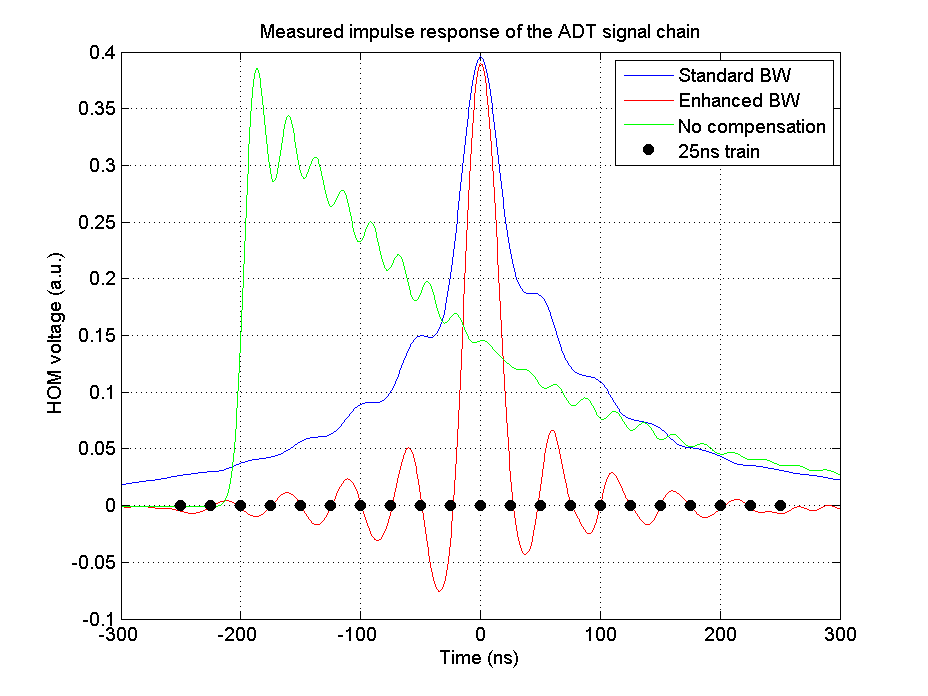 Measured impulse response of the ADT signal chain
0.4
0.35
0.3
0.25
0.2
0.15
0.1
0.05
0
-0.05
-0.1
HOM voltage (a.u.)
Standard BW
Enhanced BW
No compensation
25ns train
-300 -200 -100 0 100 200 300
Time (ns)